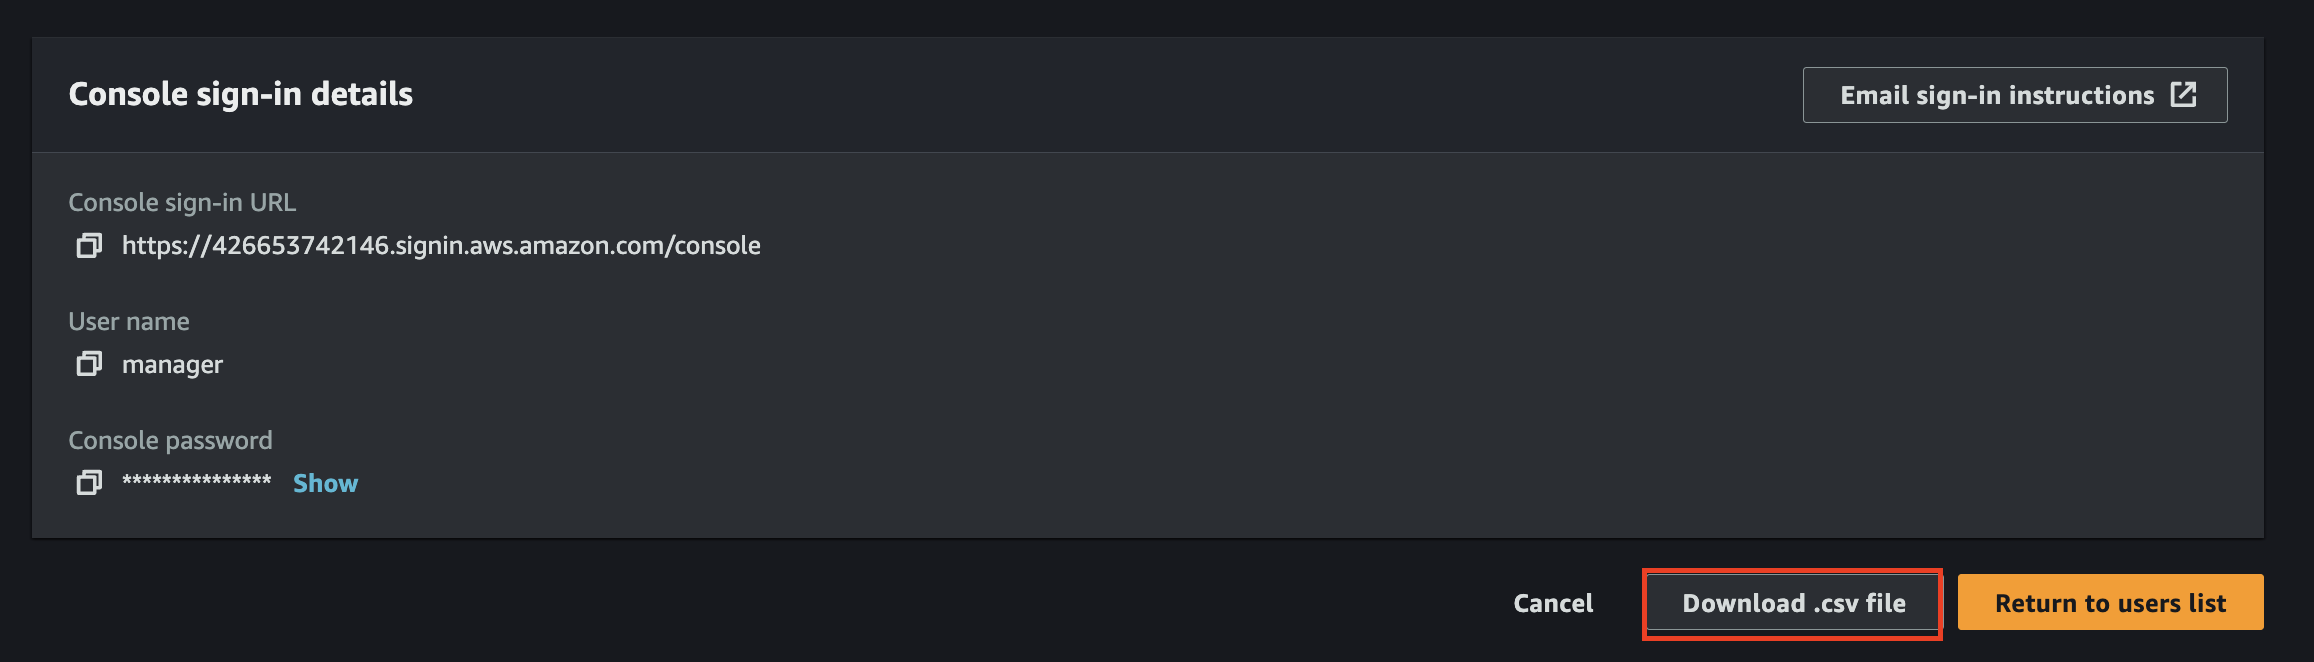 Console sign-in details
Email sign-in instructions
Console sign-in URL
https://426653742146.signin.aws.amazon.com/console
User name
manager
Console password
*************** Show
Cancel
Download .csv file
Return to users list